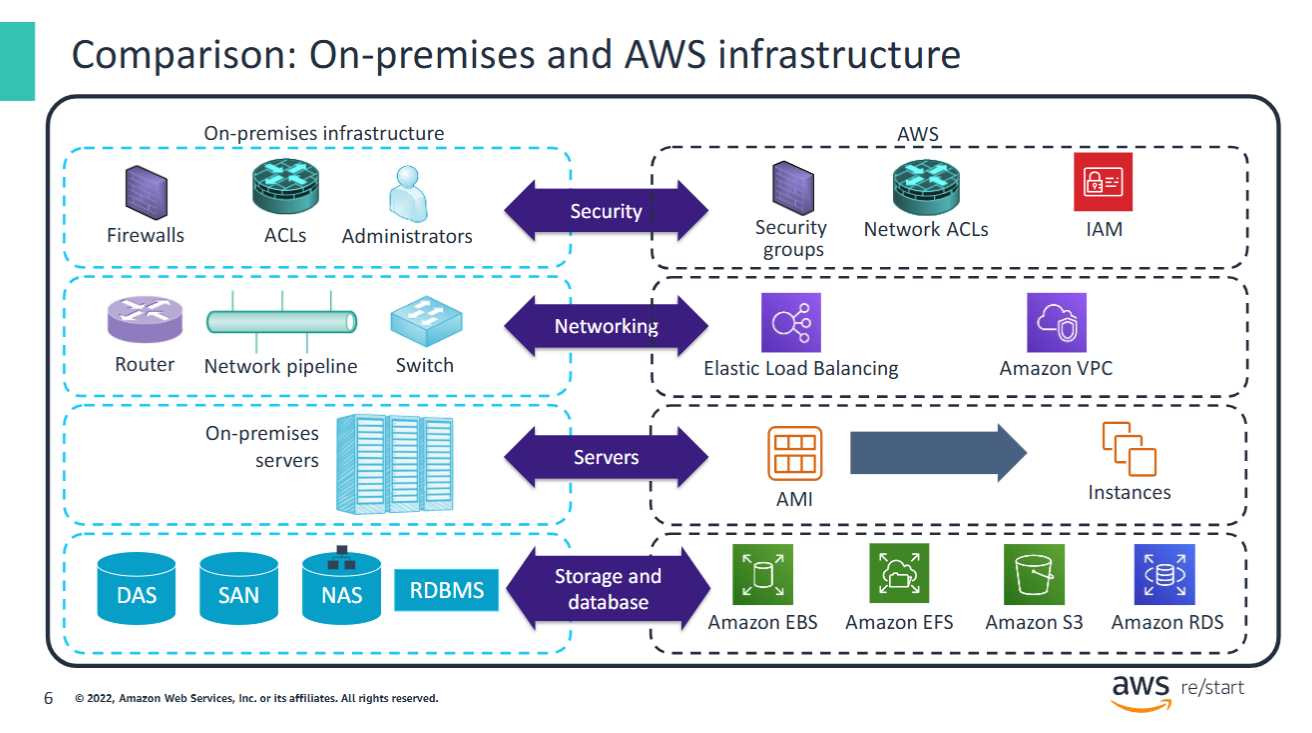 Comparison: On-premises and AWS infrastructure
On-premises infrastructure
AWS
Firewalls
ACLs
Administrators
Security
Security
groups
Network ACLs
IAM
Router
Network pipeline
Switch
Networking
Elastic Load Balancing
Amazon VPC
On-premises
servers
Servers
AMI
Instances
DAS
SAN
NAS
RDBMS
Storage and
database
Amazon EBS
Amazon EFS
Amazon S3
Amazon RDS
6
© 2022, Amazon Web Services, Inc. or its affiliates. All rights reserved.
aws re/start